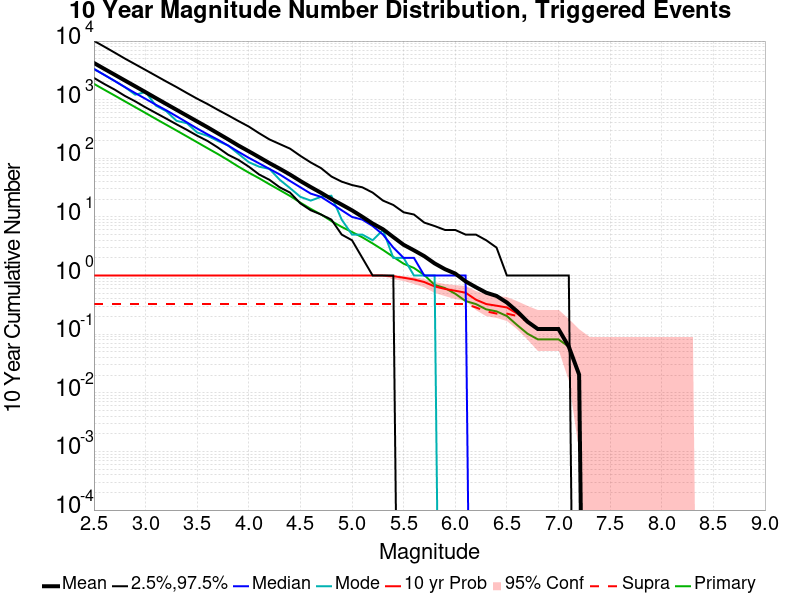 10 Year Magnitude Number Distribution, Triggered Events
10 Year Cumulative Number
10^4
10^3
10^2
10^1
10^0
10^-1
10^-2
10^-3
10^-4
2.5 3.0 3.5 4.0 4.5 5.0 5.5 6.0 6.5 7.0 7.5 8.0 8.5 9.0
Magnitude
Mean 2.5%,97.5% Median Mode 10 yr Prob 95% Conf Supra Primary